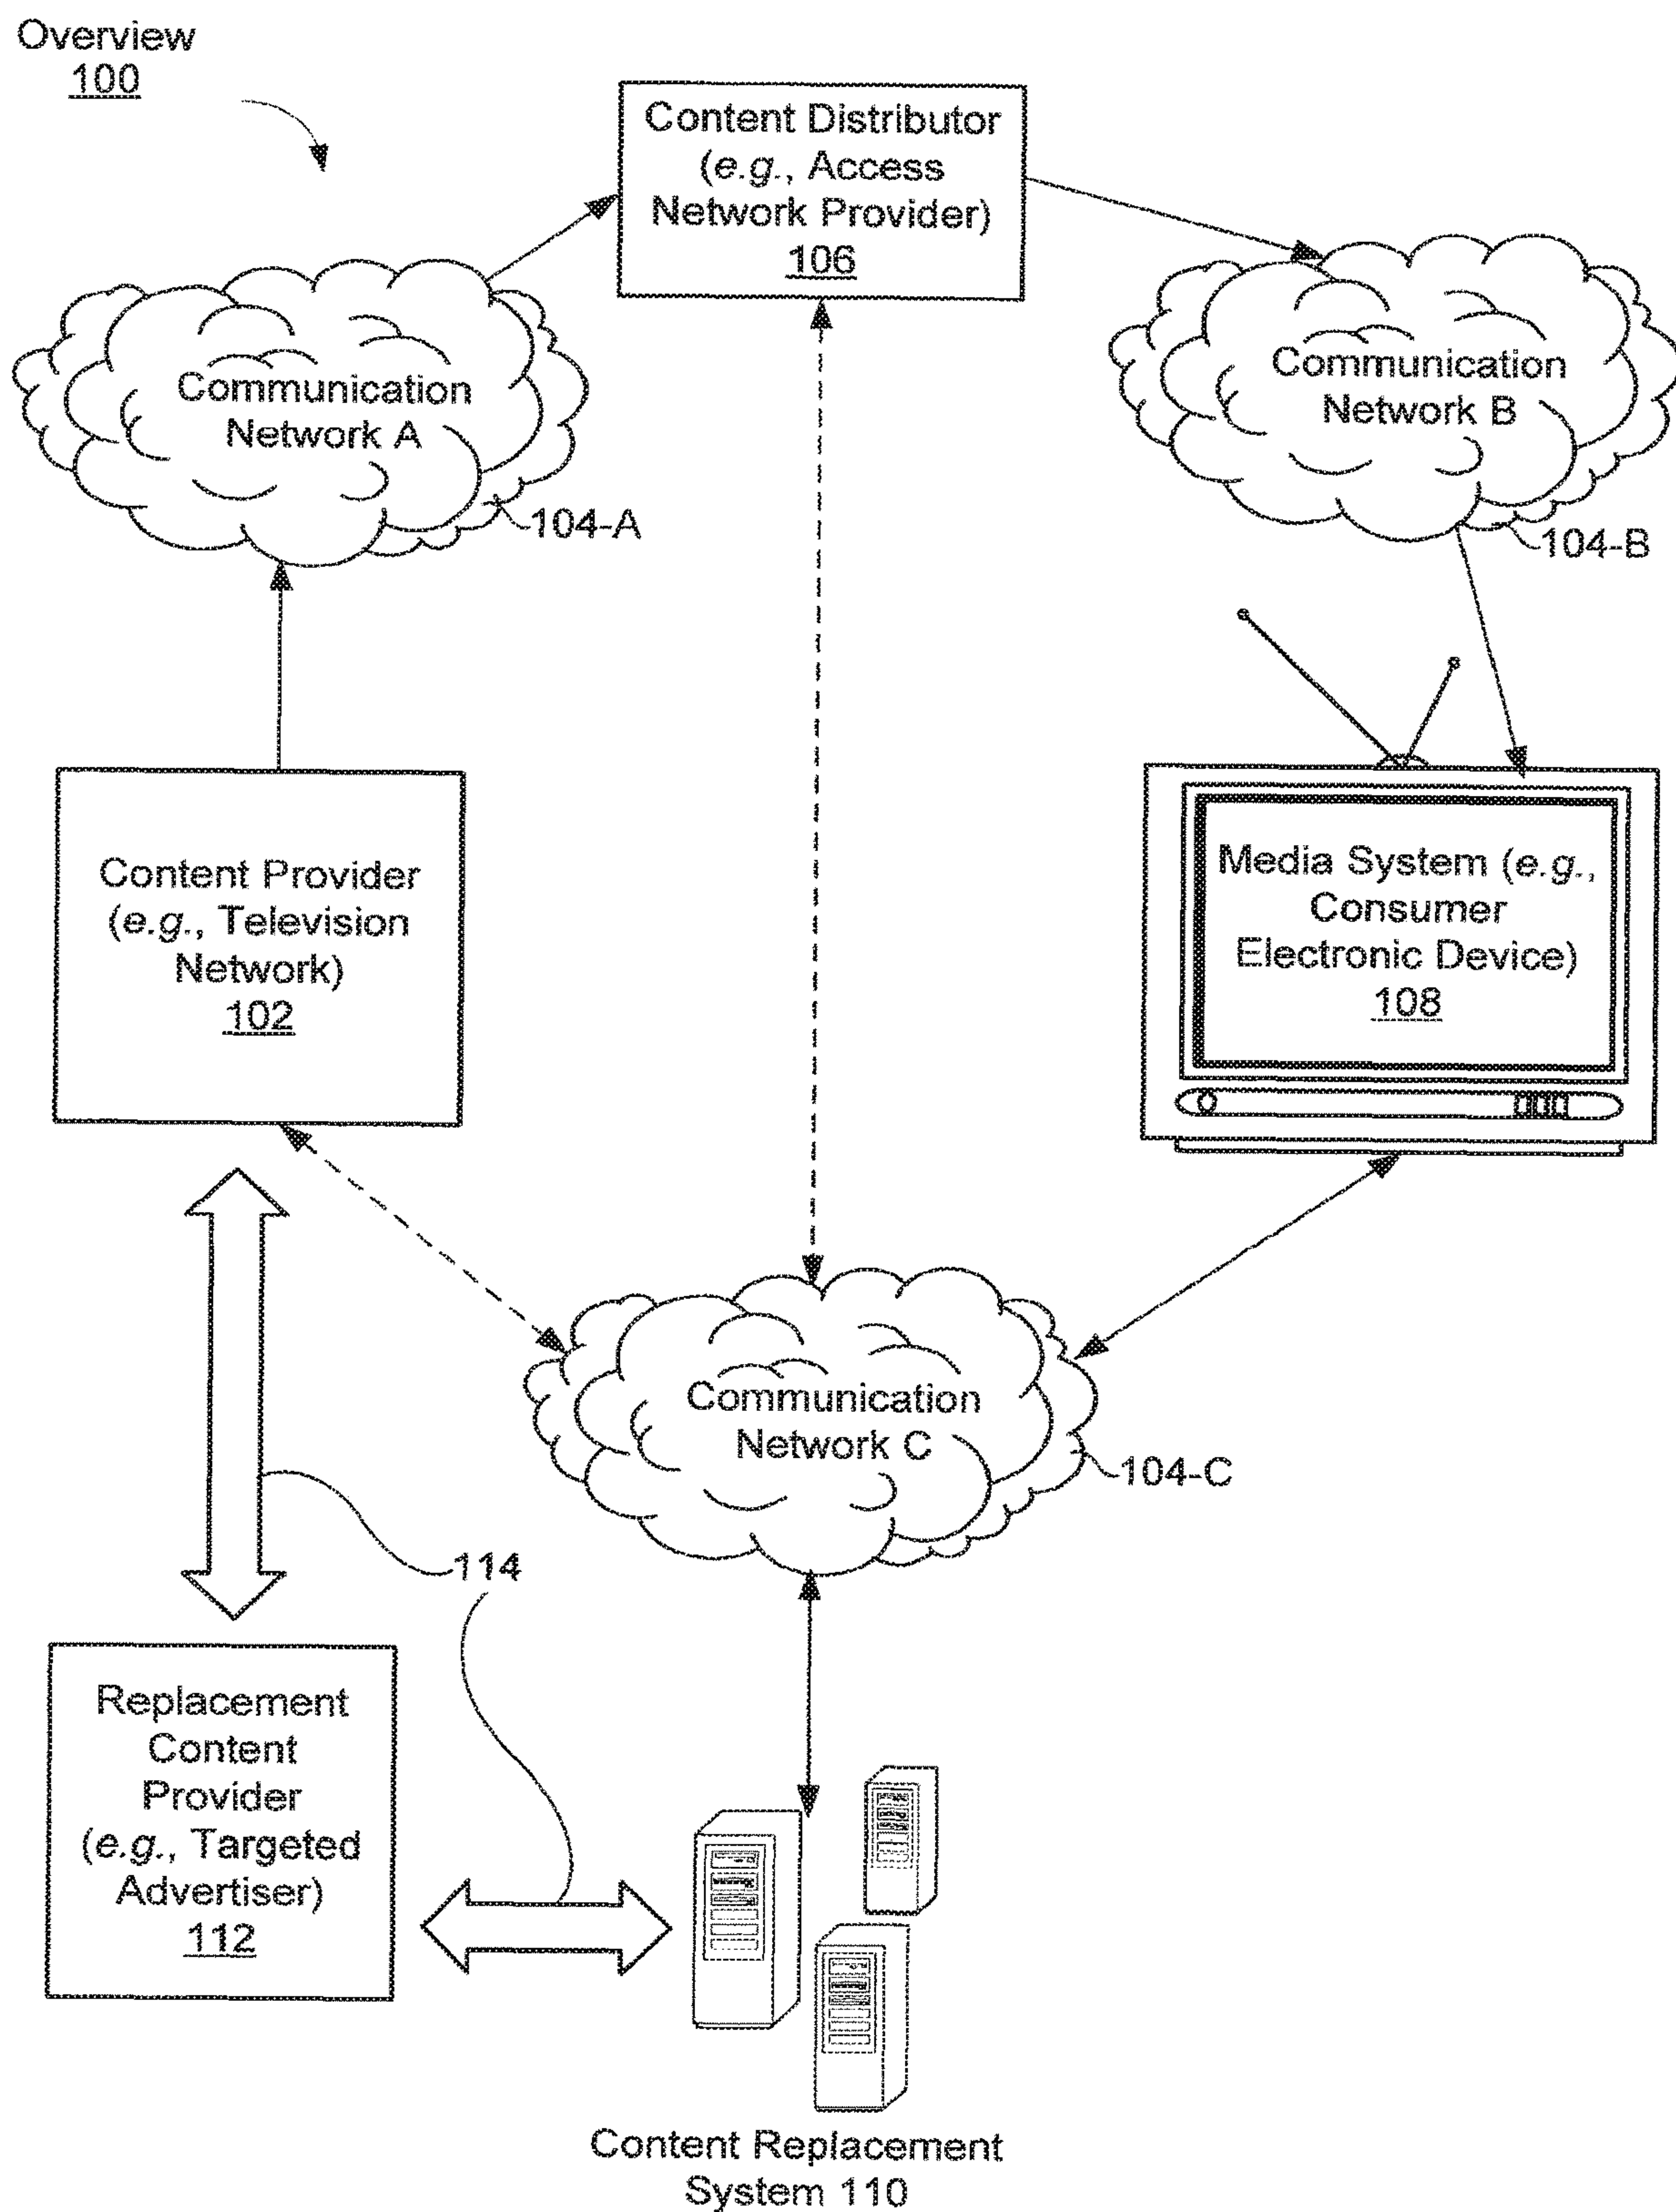 Overview
100
Content Distributor
(e.g., Access
Network Provider)
106
Communication
Network A
104-A
Communication
Network B
104-B
Content Provider
(e.g., Television
Network)
102
Media System (e.g.,
Consumer
Electronic Device)
108
Communication
Network C
104-C
114
Replacement
Content
Provider
(e.g., Targeted
Advertiser)
112
Content Replacement
System 110